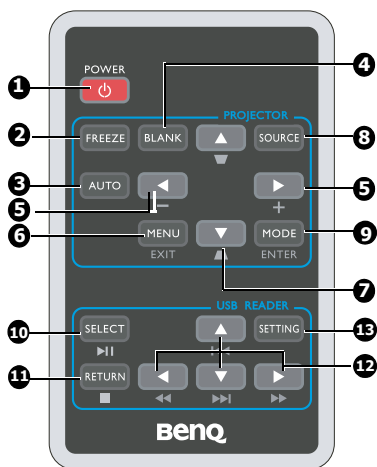 POWER
1
4
PROJECTOR
2 FREEZE BLANK SOURCE 8
3 AUTO 5
5
6 MENU MODE 9
EXIT ENTER
7
USB READER
10 SELECT SETTING 13
12
11 RETURN
BenQ